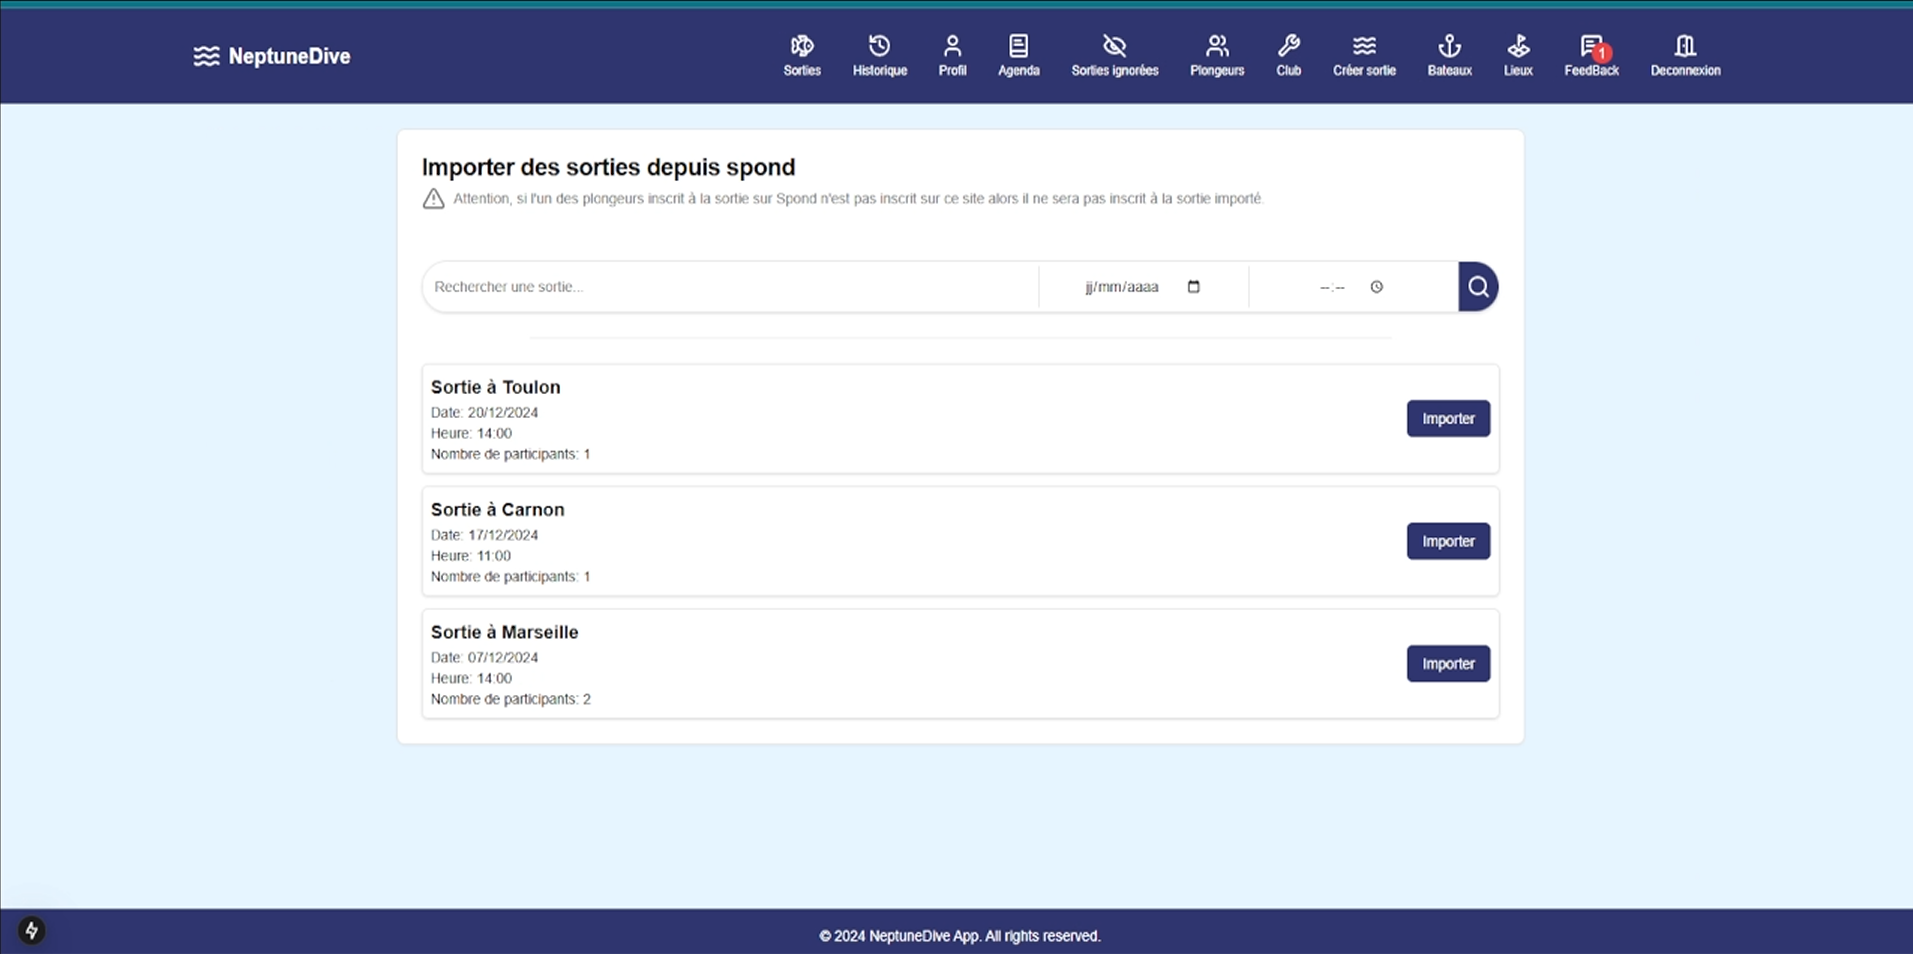 NeptuneDive
Sorties
Historique
Profil
Agenda
Sorties ignorées
Plongeurs
Club
Créer sortie
Bateaux
Lieux
1
FeedBack
Deconnexion
Importer des sorties depuis spond
Attention, si l'un des plongeurs inscrit à la sortie sur Spond n'est pas inscrit sur ce site alors il ne sera pas inscrit à la sortie importé.
Rechercher une sortie...
jj/mm/aaaa
--:--
Sortie à Toulon
Date: 20/12/2024
Heure: 14:00
Nombre de participants: 1
Importer
Sortie à Carnon
Date: 17/12/2024
Heure: 11:00
Nombre de participants: 1
Importer
Sortie à Marseille
Date: 07/12/2024
Heure: 14:00
Nombre de participants: 2
Importer
© 2024 NeptuneDive App. All rights reserved.